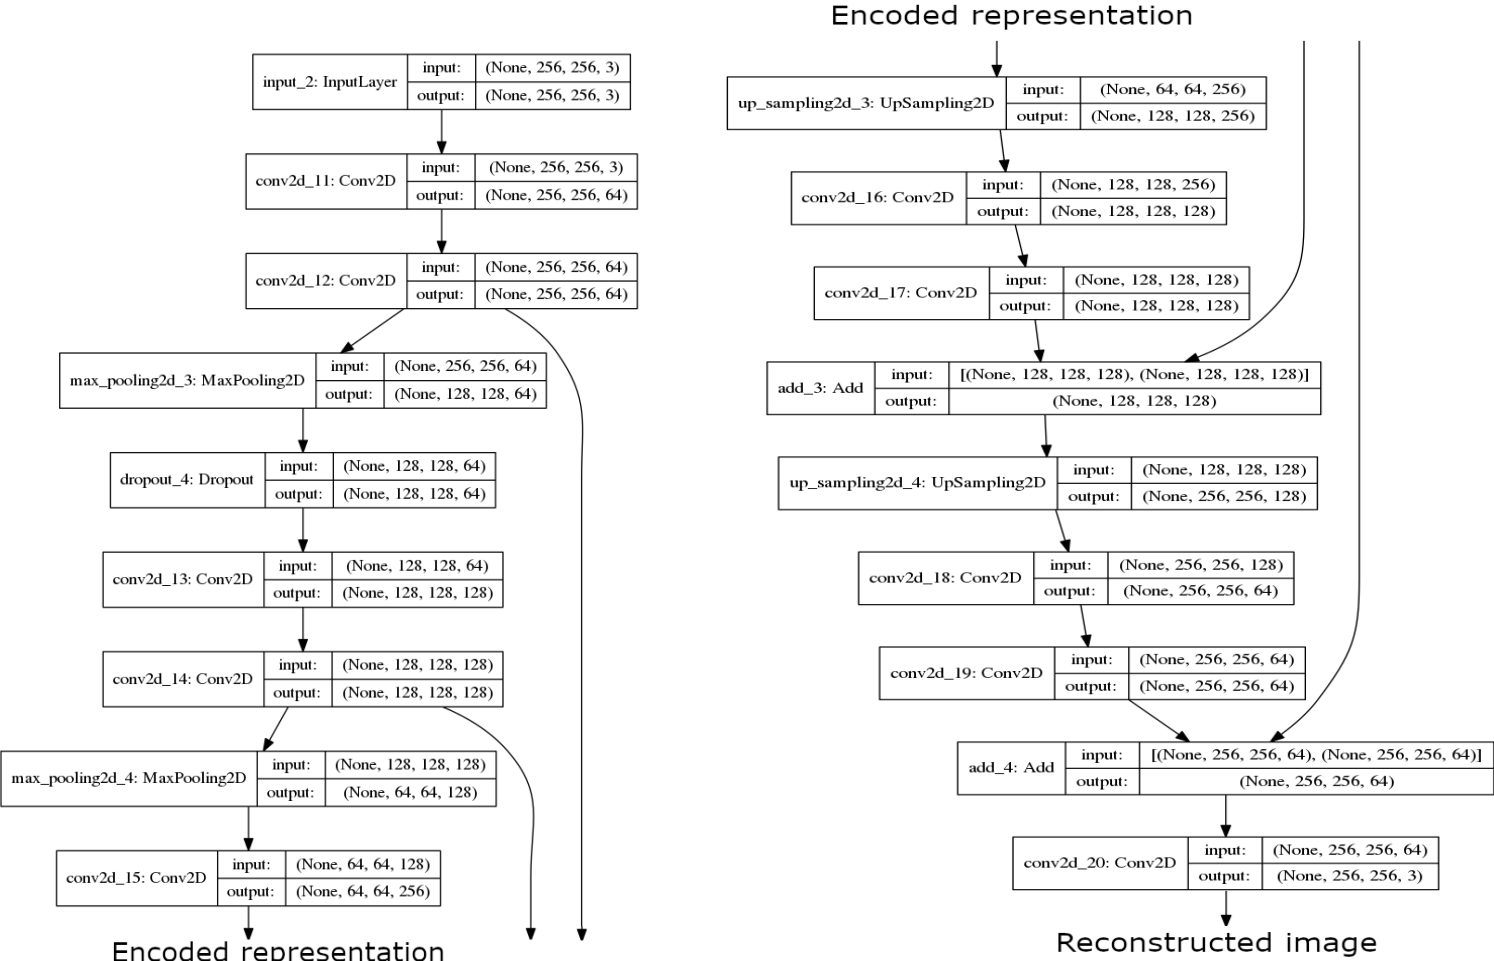 input_2: InputLayer
input: (None, 256, 256, 3)
output: (None, 256, 256, 3)
conv2d_11: Conv2D
input: (None, 256, 256, 3)
output: (None, 256, 256, 64)
conv2d_12: Conv2D
input: (None, 256, 256, 64)
output: (None, 256, 256, 64)
max_pooling2d_3: MaxPooling2D
input: (None, 256, 256, 64)
output: (None, 128, 128, 64)
dropout_4: Dropout
input: (None, 128, 128, 64)
output: (None, 128, 128, 64)
conv2d_13: Conv2D
input: (None, 128, 128, 64)
output: (None, 128, 128, 128)
conv2d_14: Conv2D
input: (None, 128, 128, 128)
output: (None, 128, 128, 128)
max_pooling2d_4: MaxPooling2D
input: (None, 128, 128, 128)
output: (None, 64, 64, 128)
conv2d_15: Conv2D
input: (None, 64, 64, 128)
output: (None, 64, 64, 256)
Encoded representation
Encoded representation
up_sampling2d_3: UpSampling2D
input: (None, 64, 64, 256)
output: (None, 128, 128, 256)
conv2d_16: Conv2D
input: (None, 128, 128, 256)
output: (None, 128, 128, 128)
conv2d_17: Conv2D
input: (None, 128, 128, 128)
output: (None, 128, 128, 128)
add_3: Add
input: [(None, 128, 128, 128), (None, 128, 128, 128)]
output: (None, 128, 128, 128)
up_sampling2d_4: UpSampling2D
input: (None, 128, 128, 128)
output: (None, 256, 256, 128)
conv2d_18: Conv2D
input: (None, 256, 256, 128)
output: (None, 256, 256, 64)
conv2d_19: Conv2D
input: (None, 256, 256, 64)
output: (None, 256, 256, 64)
add_4: Add
input: [(None, 256, 256, 64), (None, 256, 256, 64)]
output: (None, 256, 256, 64)
conv2d_20: Conv2D
input: (None, 256, 256, 64)
output: (None, 256, 256, 3)
Reconstructed image